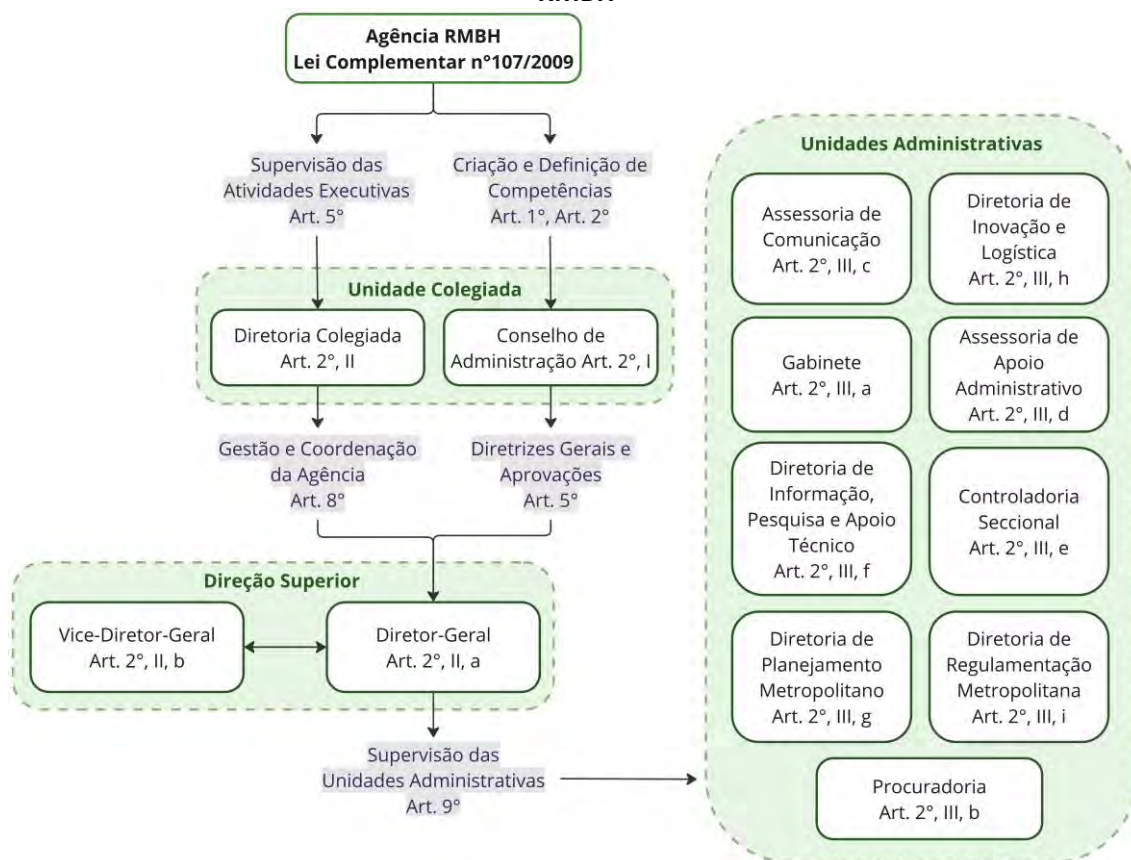 RMBH
Agência RMBH
Lei Complementar n°107/2009
Supervisão das
Atividades Executivas
Art. 5°
Criação e Definição de
Competências
Art. 1°, Art. 2°
Unidade Colegiada
Diretoria Colegiada
Art. 2°, II
Conselho de
Administração Art. 2°, I
Gestão e Coordenação
da Agência
Art. 8°
Diretrizes Gerais e
Aprovações
Art. 5°
Direção Superior
Vice-Diretor-Geral
Art. 2°, II, b
Diretor-Geral
Art. 2°, II, a
Supervisão das
Unidades Administrativas
Art. 9°
Unidades Administrativas
Assessoria de
Comunicação
Art. 2°, III, c
Diretoria de
Inovação e
Logística
Art. 2°, III, h
Gabinete
Art. 2°, III, a
Assessoria de
Apoio
Administrativo
Art. 2°, III, d
Diretoria de
Informação,
Pesquisa e Apoio
Técnico
Art. 2°, III, f
Controladoria
Seccional
Art. 2°, III, e
Diretoria de
Planejamento
Metropolitano
Art. 2°, III, g
Diretoria de
Regulamentação
Metropolitana
Art. 2°, III, i
Procuradoria
Art. 2°, III, b